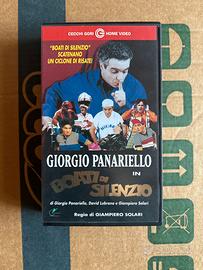 CECCHI GORI HOME VIDEO
"BOATI DI SILENZIO"
SCATENANO
UN CICLONE DI RISATE!
GIORGIO PANARIELLO
IN
BOATI DI
SILENZIO
di Giorgio Panariello, David Lubrano e Giampiero Solari
Regia di GIAMPIERO SOLARI